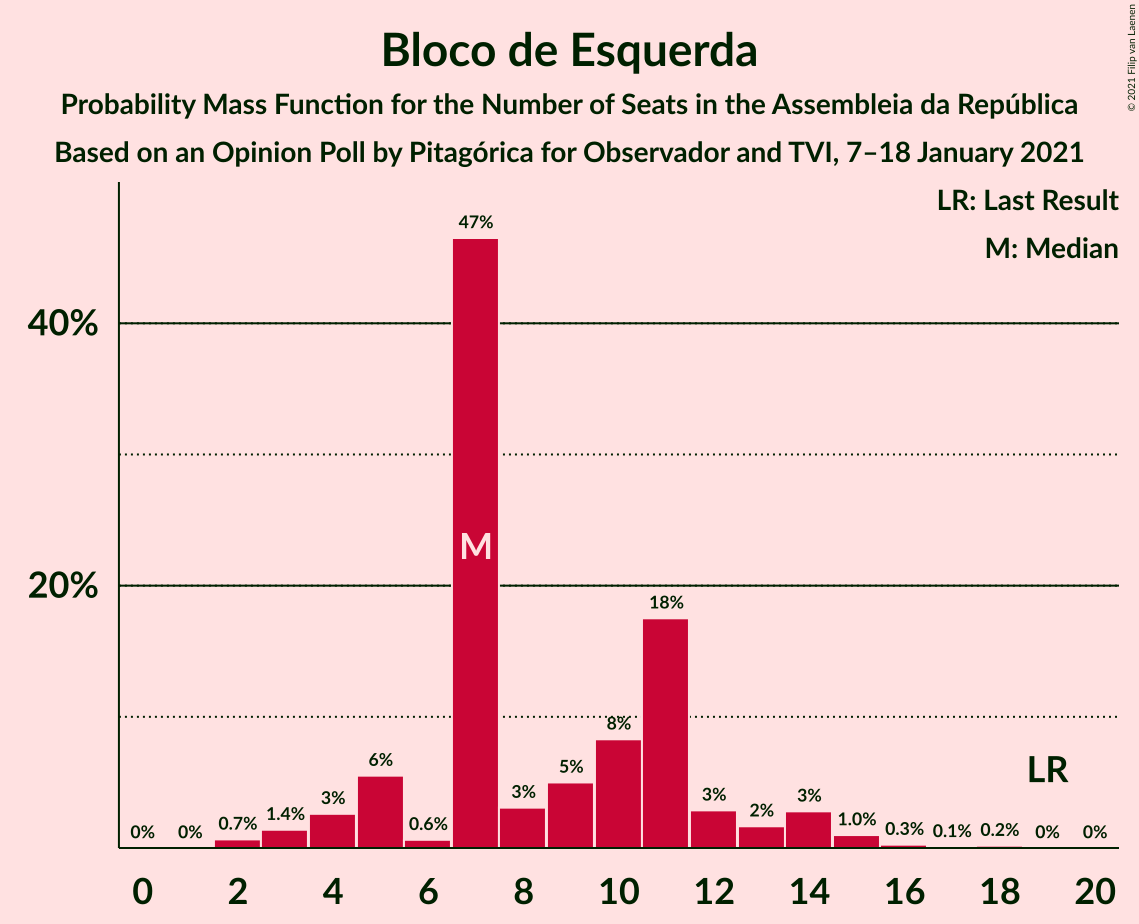 Bloco de Esquerda
Probability Mass Function for the Number of Seats in the Assembleia da República
Based on an Opinion Poll by Pitagórica for Observador and TVI, 7–18 January 2021
© 2021 Filip van Laenen
LR: Last Result
M: Median
40%
20%
0%
0%
0.7%
1.4%
3%
6%
0.6%
47%
M
3%
5%
8%
18%
3%
2%
3%
1.0%
0.3%
0.1%
0.2%
0%
0%
LR
0 2 4 6 8 10 12 14 16 18 20